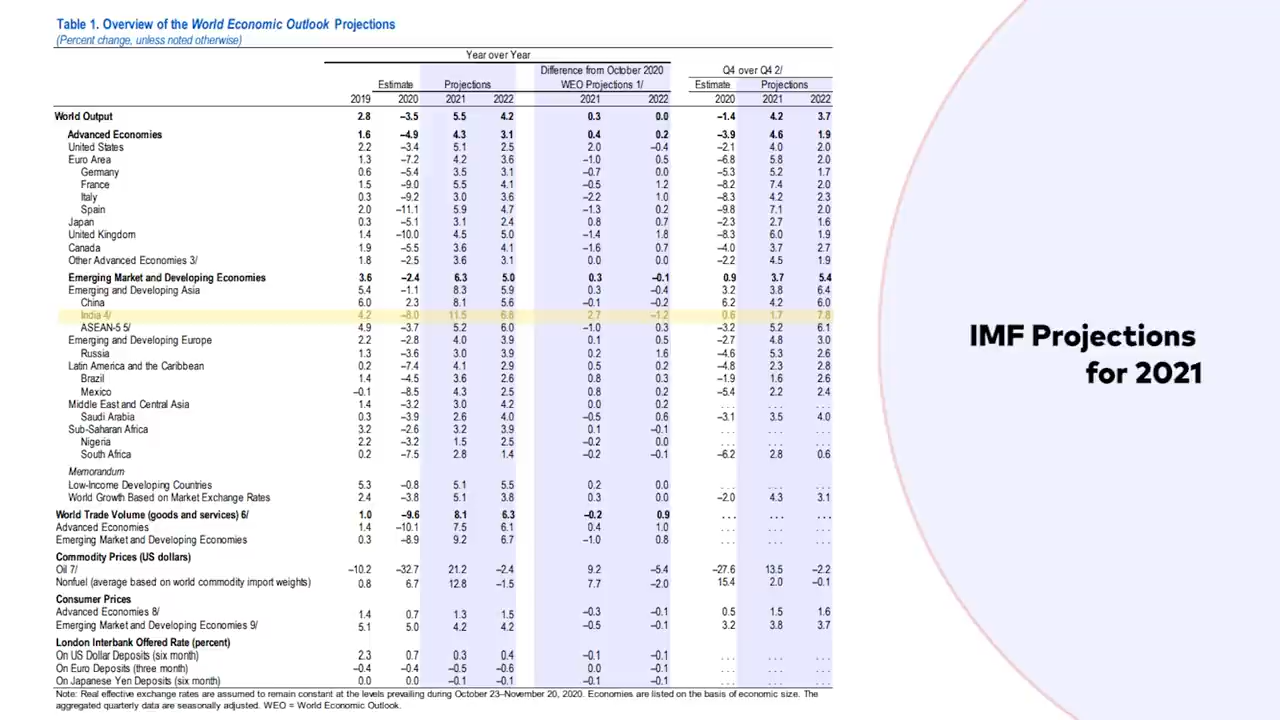 Table 1. Overview of the World Economic Outlook Projections
(Percent change, unless noted otherwise)
Year over Year
Difference from October 2020 Q4 over Q4 2/
Estimate Projections WEO Projections 1/ Estimate Projections
2019 2020 2021 2022 2021 2022 2020 2021 2022
World Output 2.8 –3.5 5.5 4.2 0.3 0.0 –1.4 4.2 3.7
Advanced Economies 1.6 –4.9 4.3 3.1 0.4 0.2 –3.9 4.6 1.9
United States 2.2 –3.4 5.1 2.5 2.0 –0.4 –2.1 4.0 2.0
Euro Area 1.3 –7.2 4.2 3.6 –1.0 0.5 –6.8 5.8 2.0
Germany 0.6 –5.4 3.5 3.1 –0.7 0.0 –5.3 5.2 1.7
France 1.5 –9.0 5.5 4.1 –0.5 1.2 –8.2 7.4 2.0
Italy 0.3 –9.2 3.0 3.6 –2.2 1.0 –8.3 4.2 2.3
Spain 2.0 –11.1 5.9 4.7 –1.3 0.2 –9.8 7.1 2.0
Japan 0.3 –5.1 3.1 2.4 0.8 0.7 –2.3 2.7 1.6
United Kingdom 1.4 –10.0 4.5 5.0 –1.4 1.8 –8.3 6.0 1.9
Canada 1.9 –5.5 3.6 4.1 –1.6 0.7 –4.0 3.7 2.7
Other Advanced Economies 3/ 1.8 –2.5 3.6 3.1 0.0 0.0 –2.2 4.5 1.9
Emerging Market and Developing Economies 3.6 –2.4 6.3 5.0 0.3 –0.1 0.9 3.7 5.4
Emerging and Developing Asia 5.4 –1.1 8.3 5.9 0.3 –0.4 3.2 3.8 6.4
China 6.0 2.3 8.1 5.6 –0.1 –0.2 6.2 4.2 6.0
India 4/ 4.2 –8.0 11.5 6.8 2.7 –1.2 0.6 1.7 7.8
ASEAN-5 5/ 4.9 –3.7 5.2 6.0 –1.0 0.3 –3.2 5.2 6.1
Emerging and Developing Europe 2.2 –2.8 4.0 3.9 0.1 0.5 –2.7 4.8 3.0
Russia 1.3 –3.6 3.0 3.9 0.2 1.6 –4.6 5.3 2.6
Latin America and the Caribbean 0.2 –7.4 4.1 2.9 0.5 0.2 –4.8 2.3 2.8
Brazil 1.4 –4.5 3.6 2.6 0.8 0.3 –1.9 1.6 2.6
Mexico –0.1 –8.5 4.3 2.5 0.8 0.2 –5.4 2.2 2.4
Middle East and Central Asia 1.4 –3.2 3.0 4.2 0.0 0.2 . . . . . . . . .
Saudi Arabia 0.3 –3.9 2.6 4.0 –0.5 0.6 –3.1 3.5 4.0
Sub-Saharan Africa 3.2 –2.6 3.2 3.9 0.1 –0.1 . . . . . . . . .
Nigeria 2.2 –3.2 1.5 2.5 –0.2 0.0 . . . . . . . . .
South Africa 0.2 –7.5 2.8 1.4 –0.2 –0.1 –6.2 2.8 0.6
Memorandum
Low-Income Developing Countries 5.3 –0.8 5.1 5.5 0.2 0.0 . . . . . . . . .
World Growth Based on Market Exchange Rates 2.4 –3.8 5.1 3.8 0.3 0.0 –2.0 4.3 3.1
World Trade Volume (goods and services) 6/ 1.0 –9.6 8.1 6.3 –0.2 0.9 . . . . . . . . .
Advanced Economies 1.4 –10.1 7.5 6.1 0.4 1.0 . . . . . . . . .
Emerging Market and Developing Economies 0.3 –8.9 9.2 6.7 –1.0 0.8 . . . . . . . . .
Commodity Prices (US dollars)
Oil 7/ –10.2 –32.7 21.2 –2.4 9.2 –5.4 –27.6 13.5 –2.2
Nonfuel (average based on world commodity import weights) 0.8 6.7 12.8 –1.5 7.7 –2.0 15.4 2.0 –0.1
Consumer Prices
Advanced Economies 8/ 1.4 0.7 1.3 1.5 –0.3 –0.1 0.5 1.5 1.6
Emerging Market and Developing Economies 9/ 5.1 5.0 4.2 4.2 –0.5 –0.1 3.2 3.8 3.7
London Interbank Offered Rate (percent)
On US Dollar Deposits (six month) 2.3 0.7 0.3 0.4 –0.1 –0.1 . . . . . . . . .
On Euro Deposits (three month) –0.4 –0.4 –0.5 –0.6 0.0 –0.1 . . . . . . . . .
On Japanese Yen Deposits (six month) 0.0 0.0 –0.1 –0.1 –0.1 –0.1 . . . . . . . . .
Note: Real effective exchange rates are assumed to remain constant at the levels prevailing during October 23–November 20, 2020. Economies are listed on the basis of economic size. The
aggregated quarterly data are seasonally adjusted. WEO = World Economic Outlook.
IMF Projections
for 2021